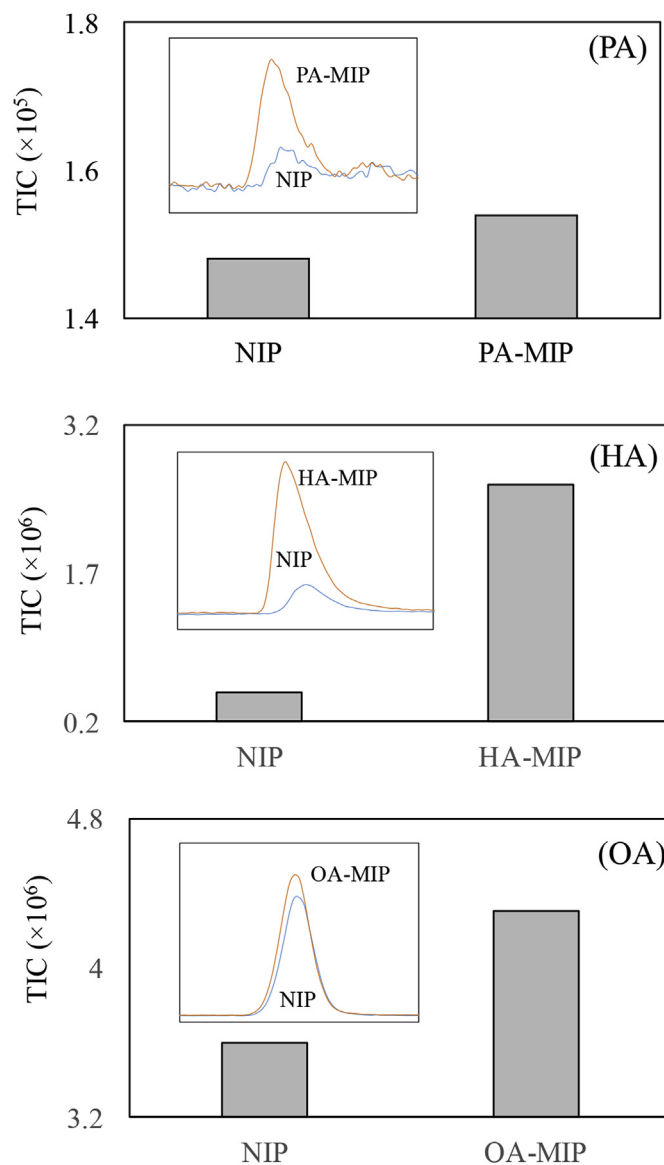 1.8
(PA)
PA-MIP
TIC (×10⁵)
1.6
NIP
1.4
NIP PA-MIP
3.2
(HA)
HA-MIP
NIP
TIC (×10⁶)
1.7
0.2
NIP HA-MIP
4.8
(OA)
OA-MIP
TIC (×10⁶)
4
NIP
3.2
NIP OA-MIP